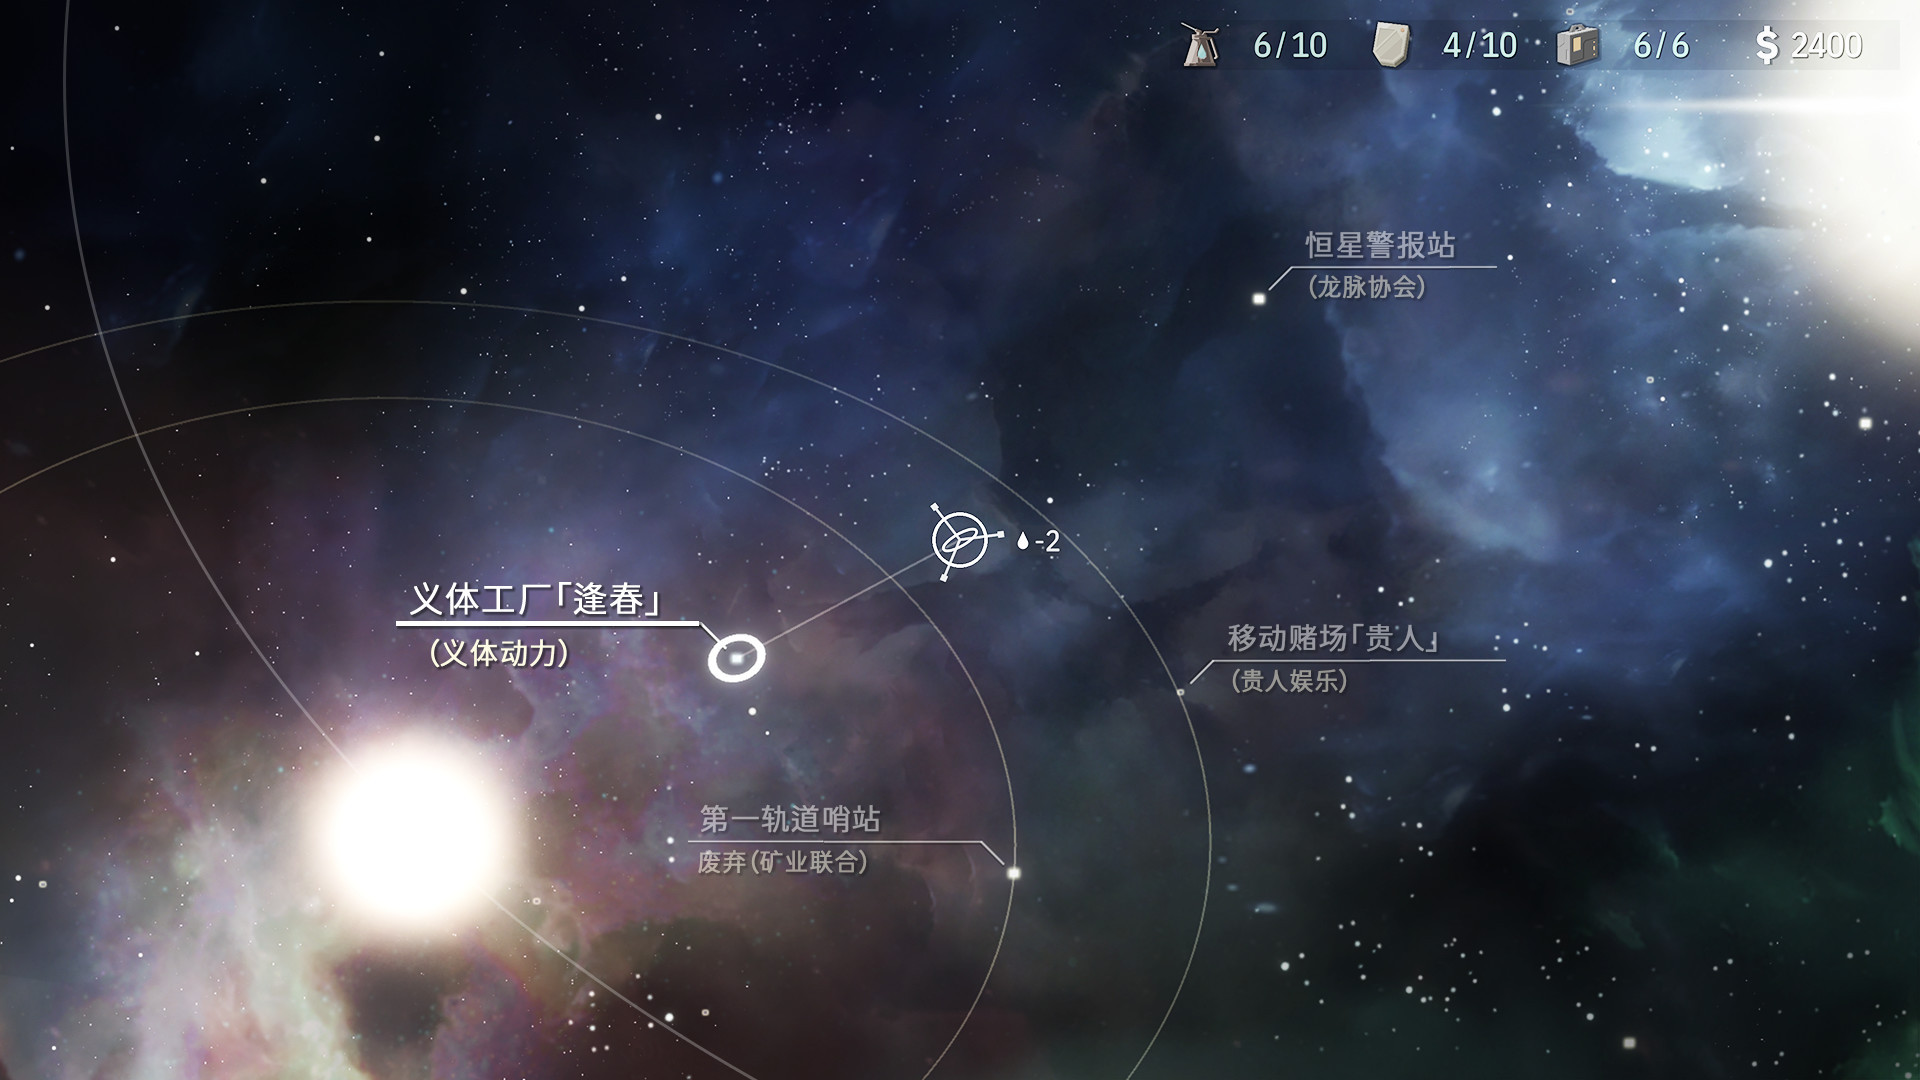 6/10 4/10 6/6 $ 2400
恒星警报站
(龙脉协会)
-2
义体工厂「逢春」
(义体动力)
移动赌场「贵人」
(贵人娱乐)
第一轨道哨站
废弃(矿业联合)